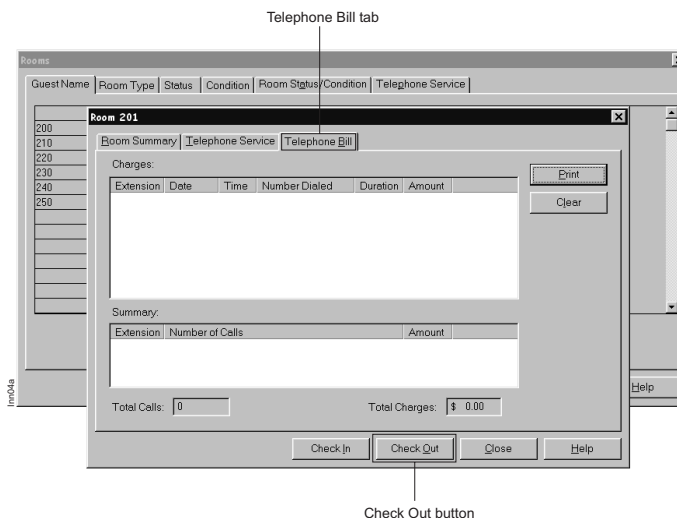 Telephone Bill tab
Rooms
Guest Name Room Type Status Condition Room Status/Condition Telephone Service
Room 201
200
210
220
230
240
250
Room Summary Telephone Service Telephone Bill
Charges:
Extension Date Time Number Dialed Duration Amount
Print
Clear
Summary:
Extension Number of Calls Amount
Total Calls: 0 Total Charges: $ 0.00
Help
Check In Check Out Close Help
Inn04a
Check Out button